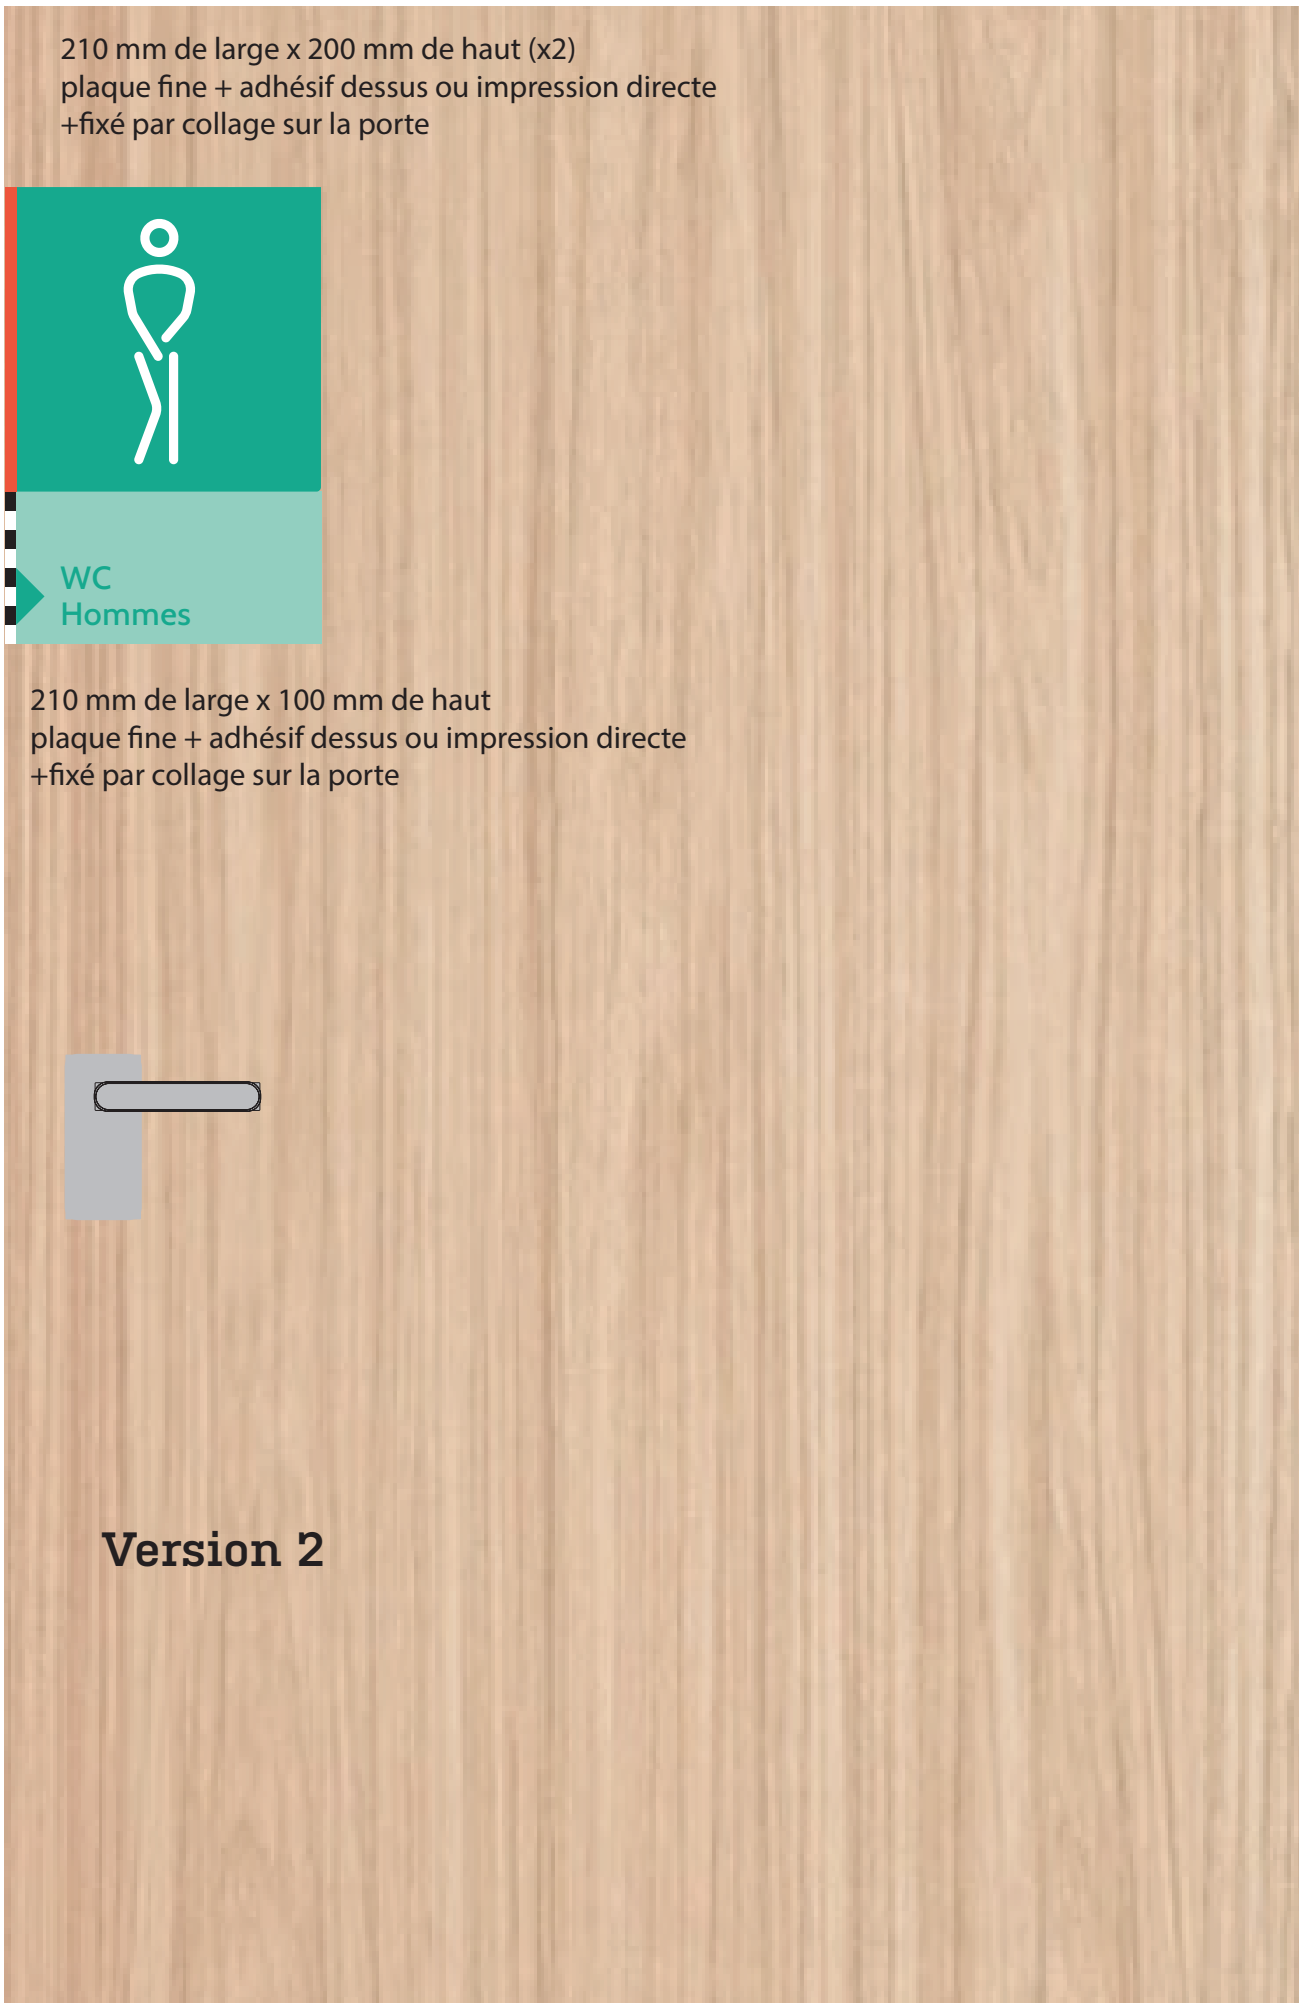 210 mm de large x 200 mm de haut (x2)
plaque fine + adhésif dessus ou impression directe
+fixé par collage sur la porte
WC
Hommes
210 mm de large x 100 mm de haut
plaque fine + adhésif dessus ou impression directe
+fixé par collage sur la porte
Version 2